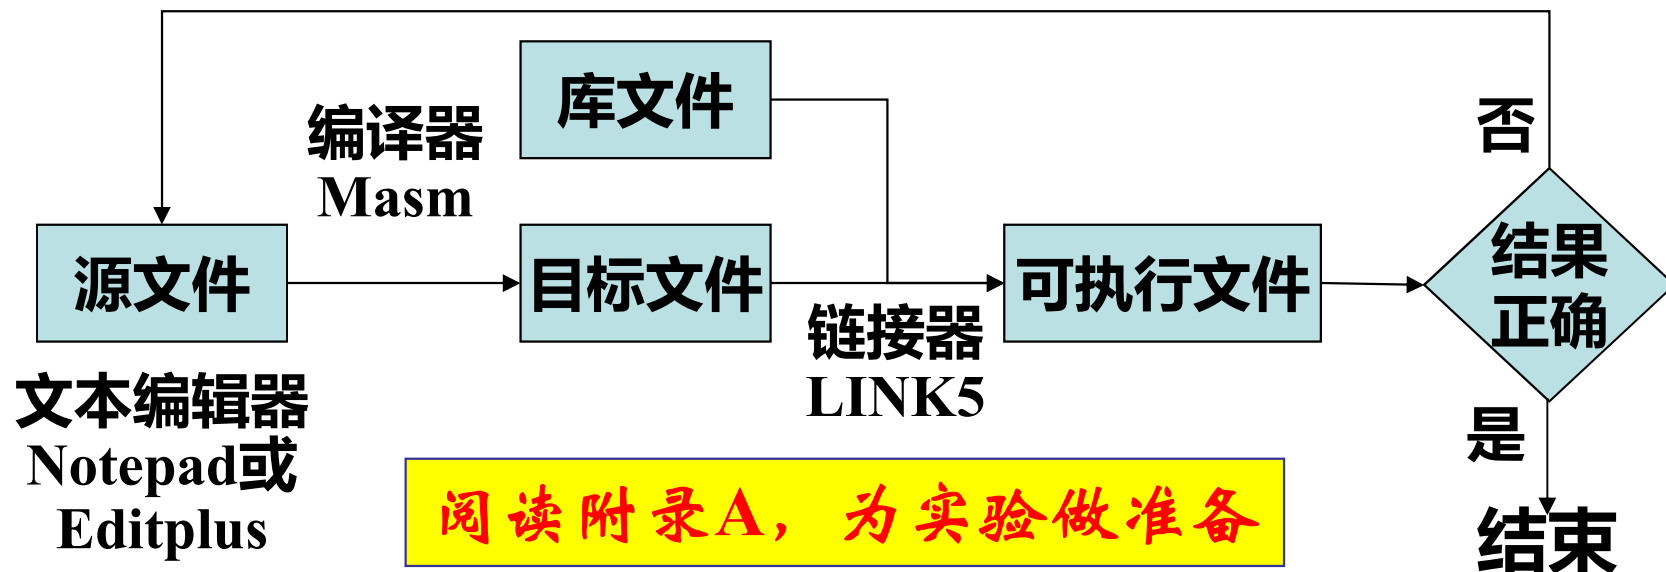 库文件
编译器
Masm
否
源文件
目标文件
可执行文件
结果
正确
链接器
LINK5
文本编辑器
Notepad或
Editplus
是
阅读附录A，为实验做准备
结束